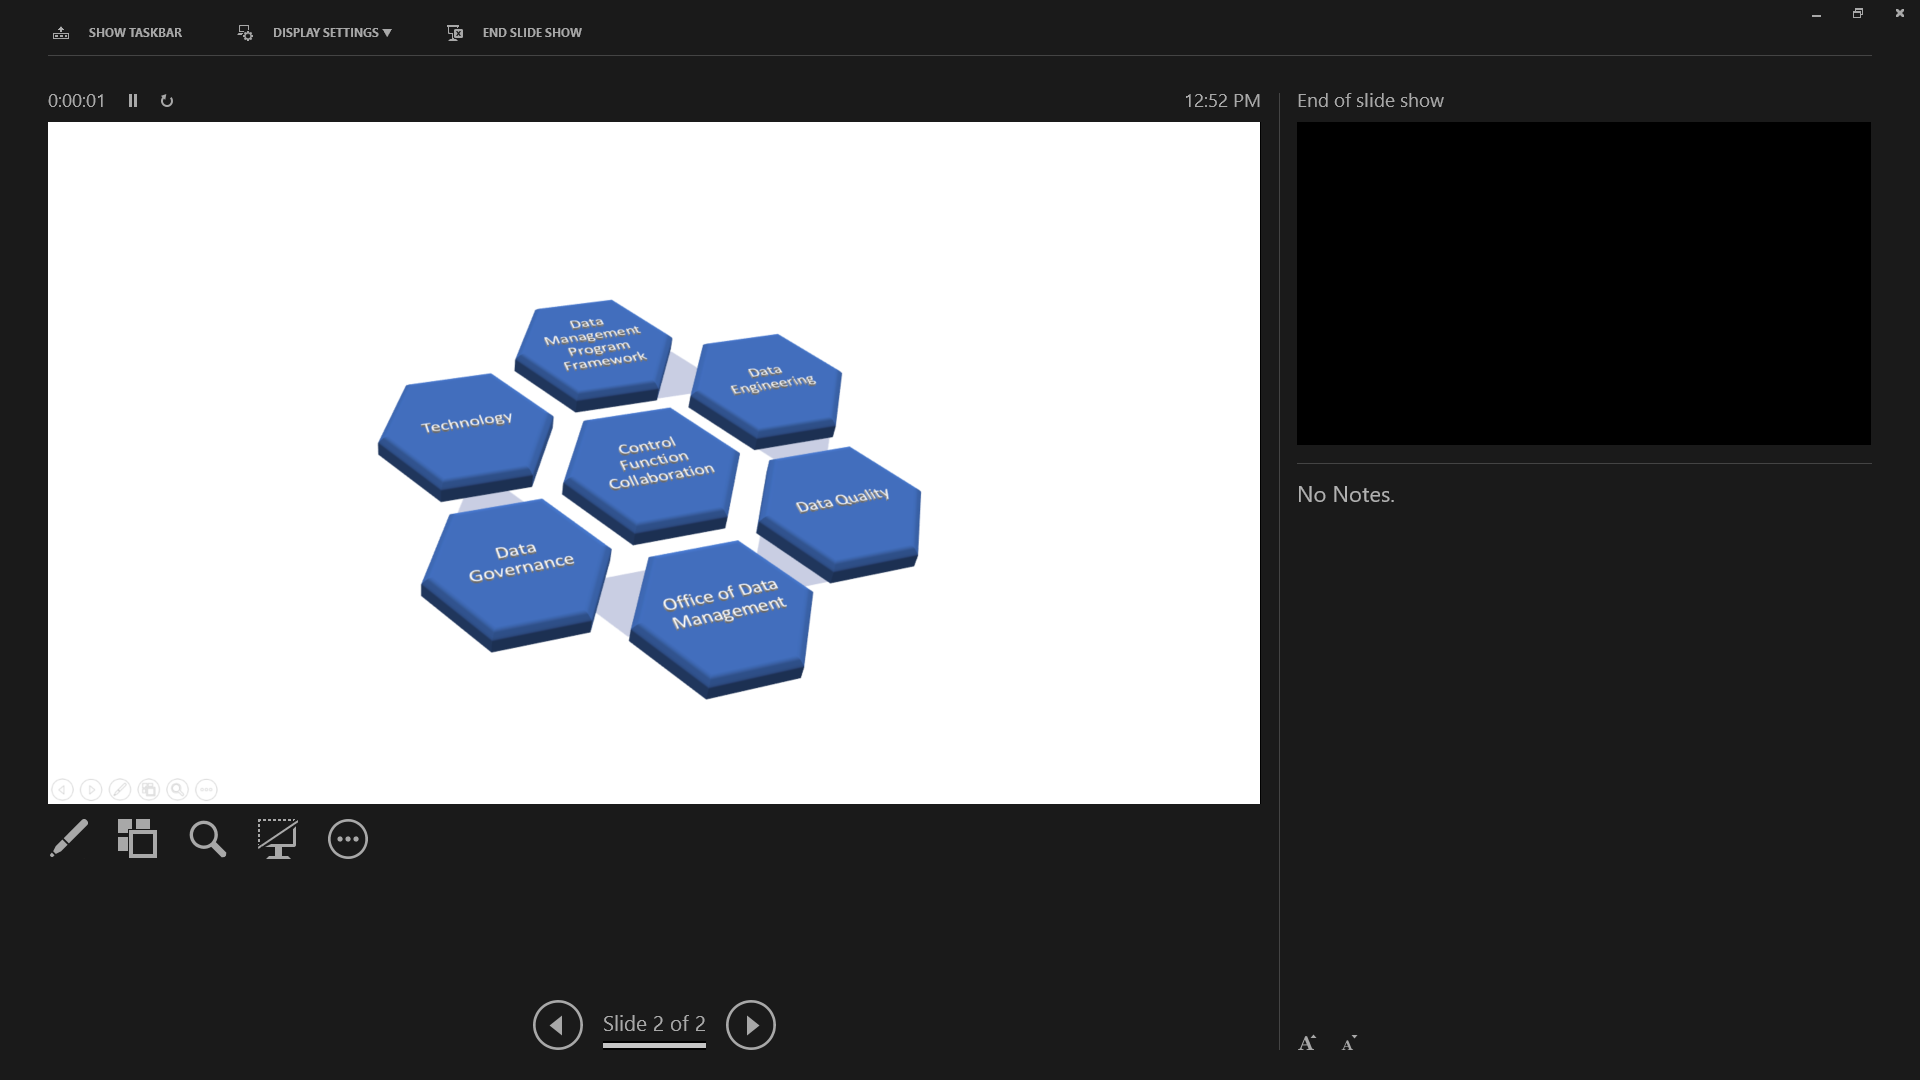 SHOW TASKBAR
DISPLAY SETTINGS ▼
END SLIDE SHOW
0:00:01
12:52 PM
End of slide show
Data
Management
Program
Framework
Data
Engineering
Technology
Control
Function
Collaboration
Data Quality
Data
Governance
Office of Data
Management
No Notes.
Slide 2 of 2
A
A